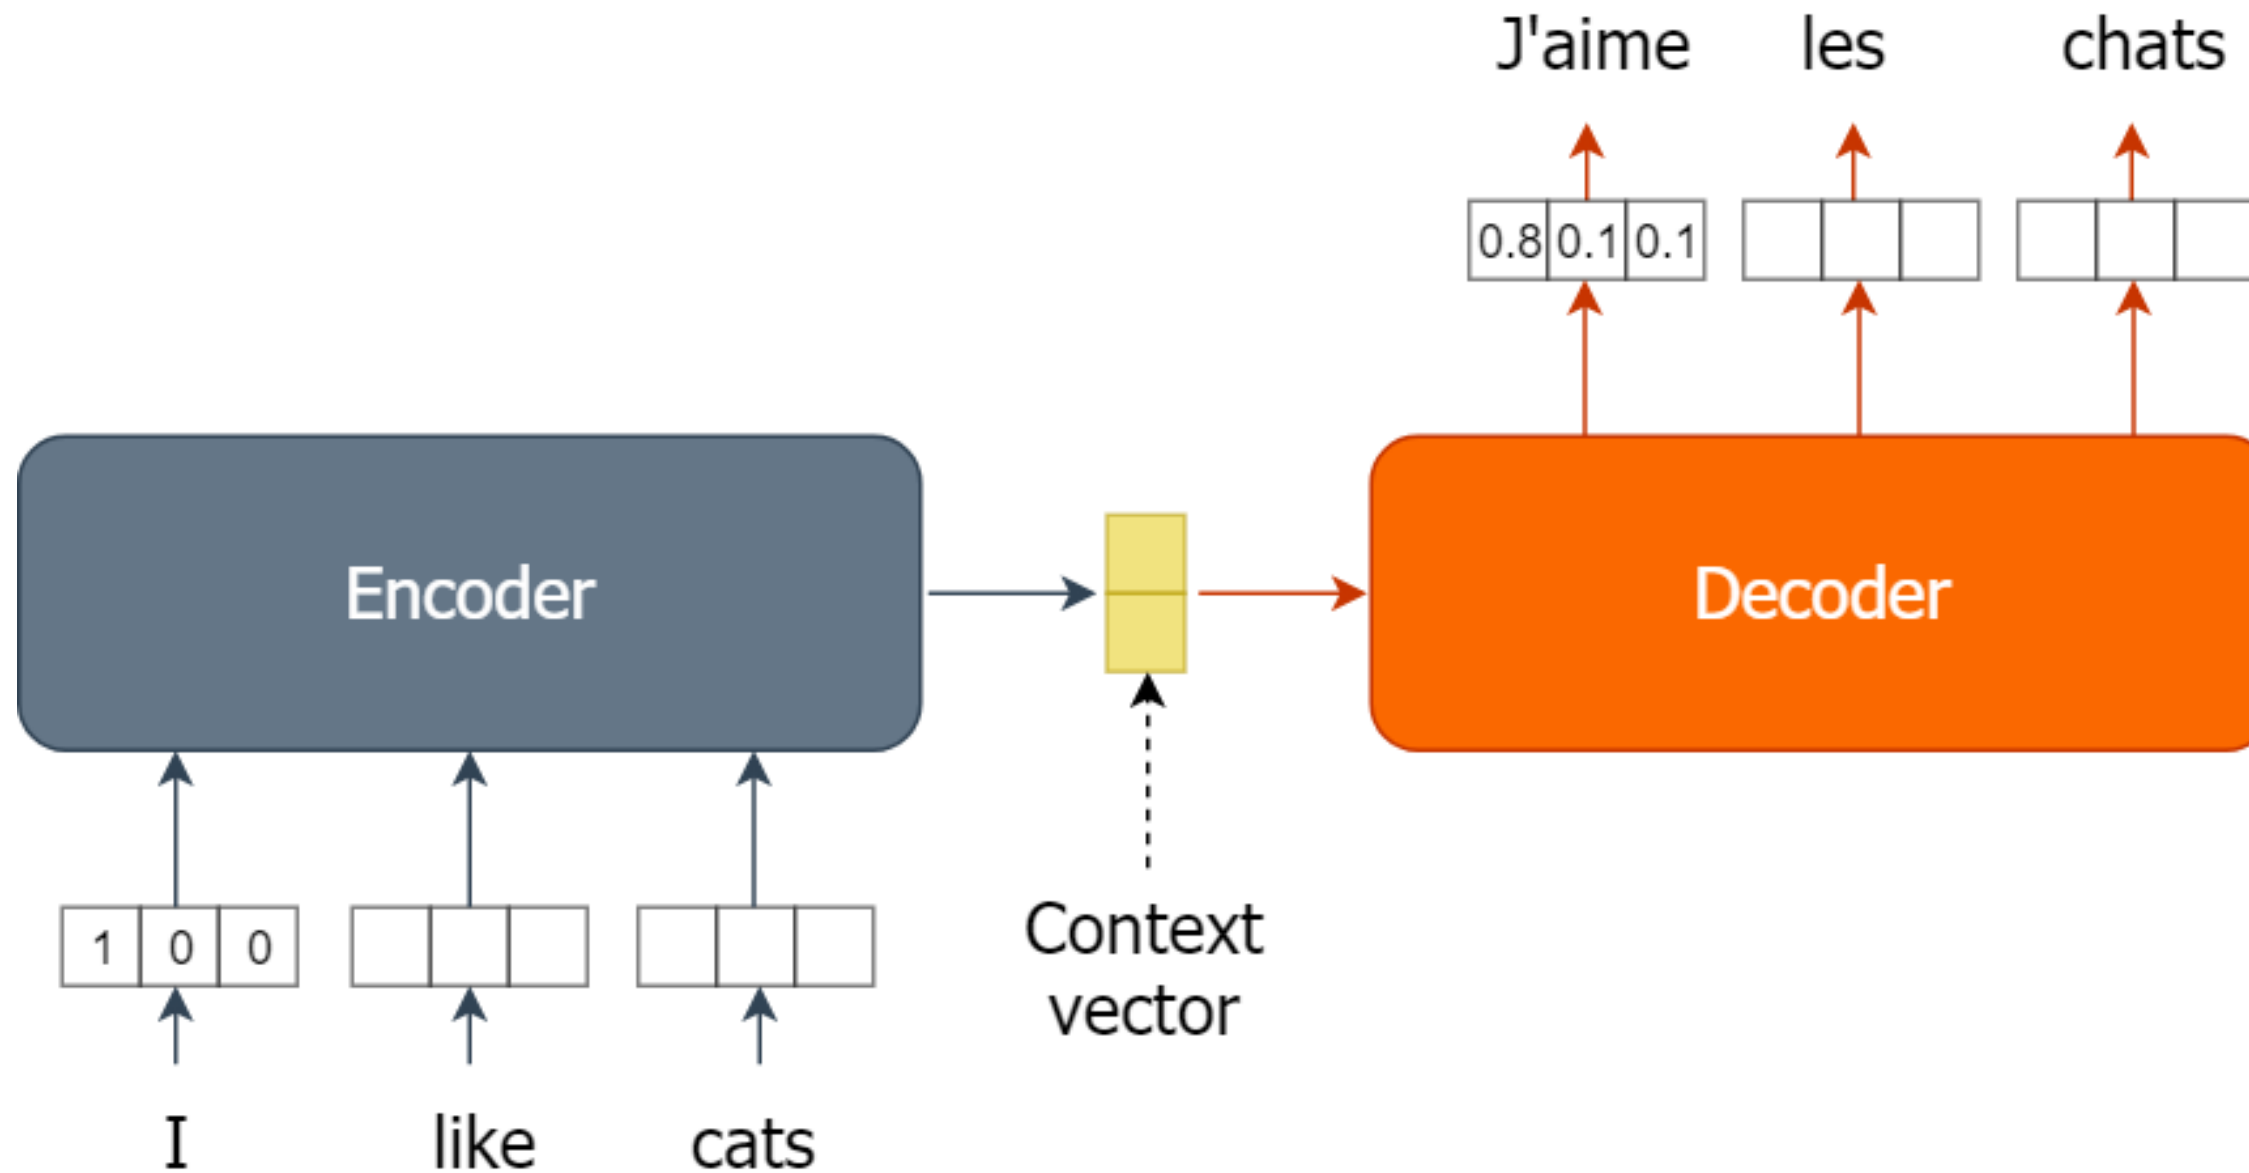 J'aime les chats
0.8 0.1 0.1
Encoder
Decoder
1 0 0
Context
vector
I like cats